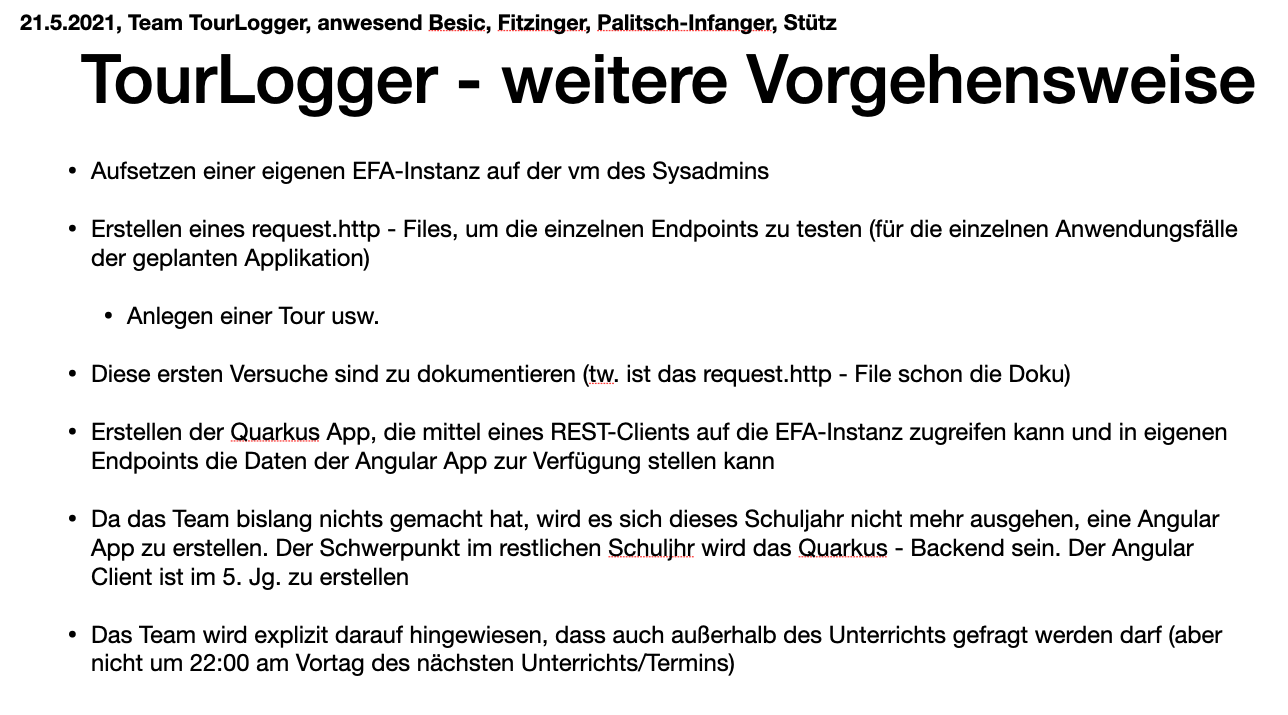 21.5.2021, Team TourLogger, anwesend Besic, Fitzinger, Palitsch-Infanger, Stütz
TourLogger - weitere Vorgehensweise
• Aufsetzen einer eigenen EFA-Instanz auf der vm des Sysadmins
• Erstellen eines request.http - Files, um die einzelnen Endpoints zu testen (für die einzelnen Anwendungsfälle
der geplanten Applikation)
• Anlegen einer Tour usw.
• Diese ersten Versuche sind zu dokumentieren (tw. ist das request.http - File schon die Doku)
• Erstellen der Quarkus App, die mittel eines REST-Clients auf die EFA-Instanz zugreifen kann und in eigenen
Endpoints die Daten der Angular App zur Verfügung stellen kann
• Da das Team bislang nichts gemacht hat, wird es sich dieses Schuljahr nicht mehr ausgehen, eine Angular
App zu erstellen. Der Schwerpunkt im restlichen Schuljhr wird das Quarkus - Backend sein. Der Angular
Client ist im 5. Jg. zu erstellen
• Das Team wird explizit darauf hingewiesen, dass auch außerhalb des Unterrichts gefragt werden darf (aber
nicht um 22:00 am Vortag des nächsten Unterrichts/Termins)